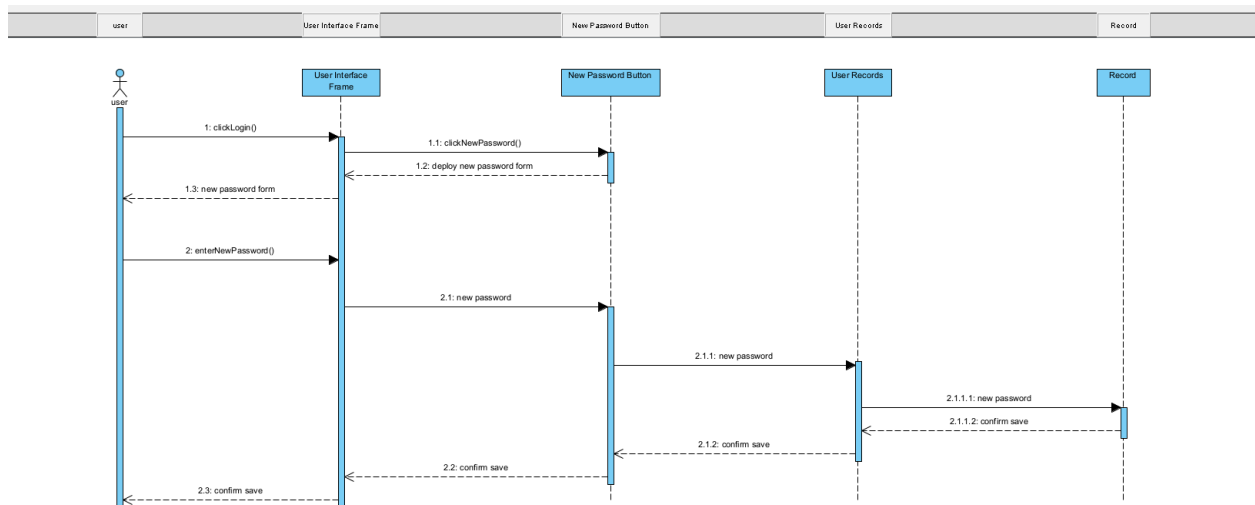 user
User Interface Frame
New Password Button
User Records
Record
User Interface
Frame
New Password Button
User Records
Record
user
1: clickLogin()
1.1: clickNewPassword()
1.2: deploy new password form
1.3: new password form
2: enterNewPassword()
2.1: new password
2.1.1: new password
2.1.1.1: new password
2.1.1.2: confirm save
2.1.2: confirm save
2.2: confirm save
2.3: confirm save